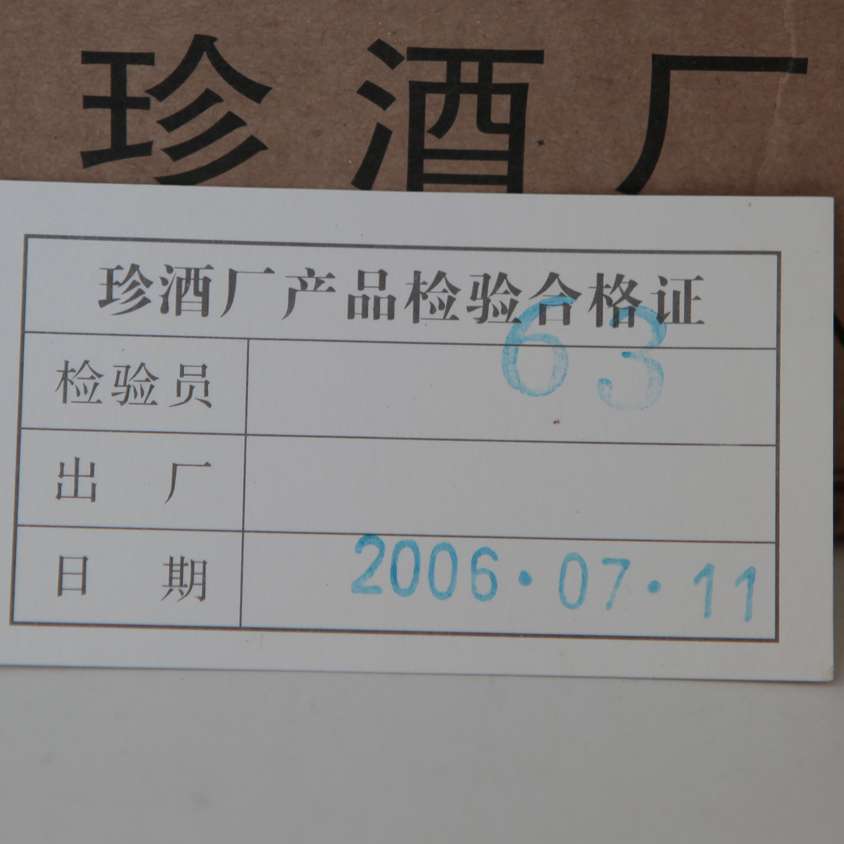 珍酒厂
珍酒厂产品检验合格证
检验员 63
出厂
日期 2006·07·11